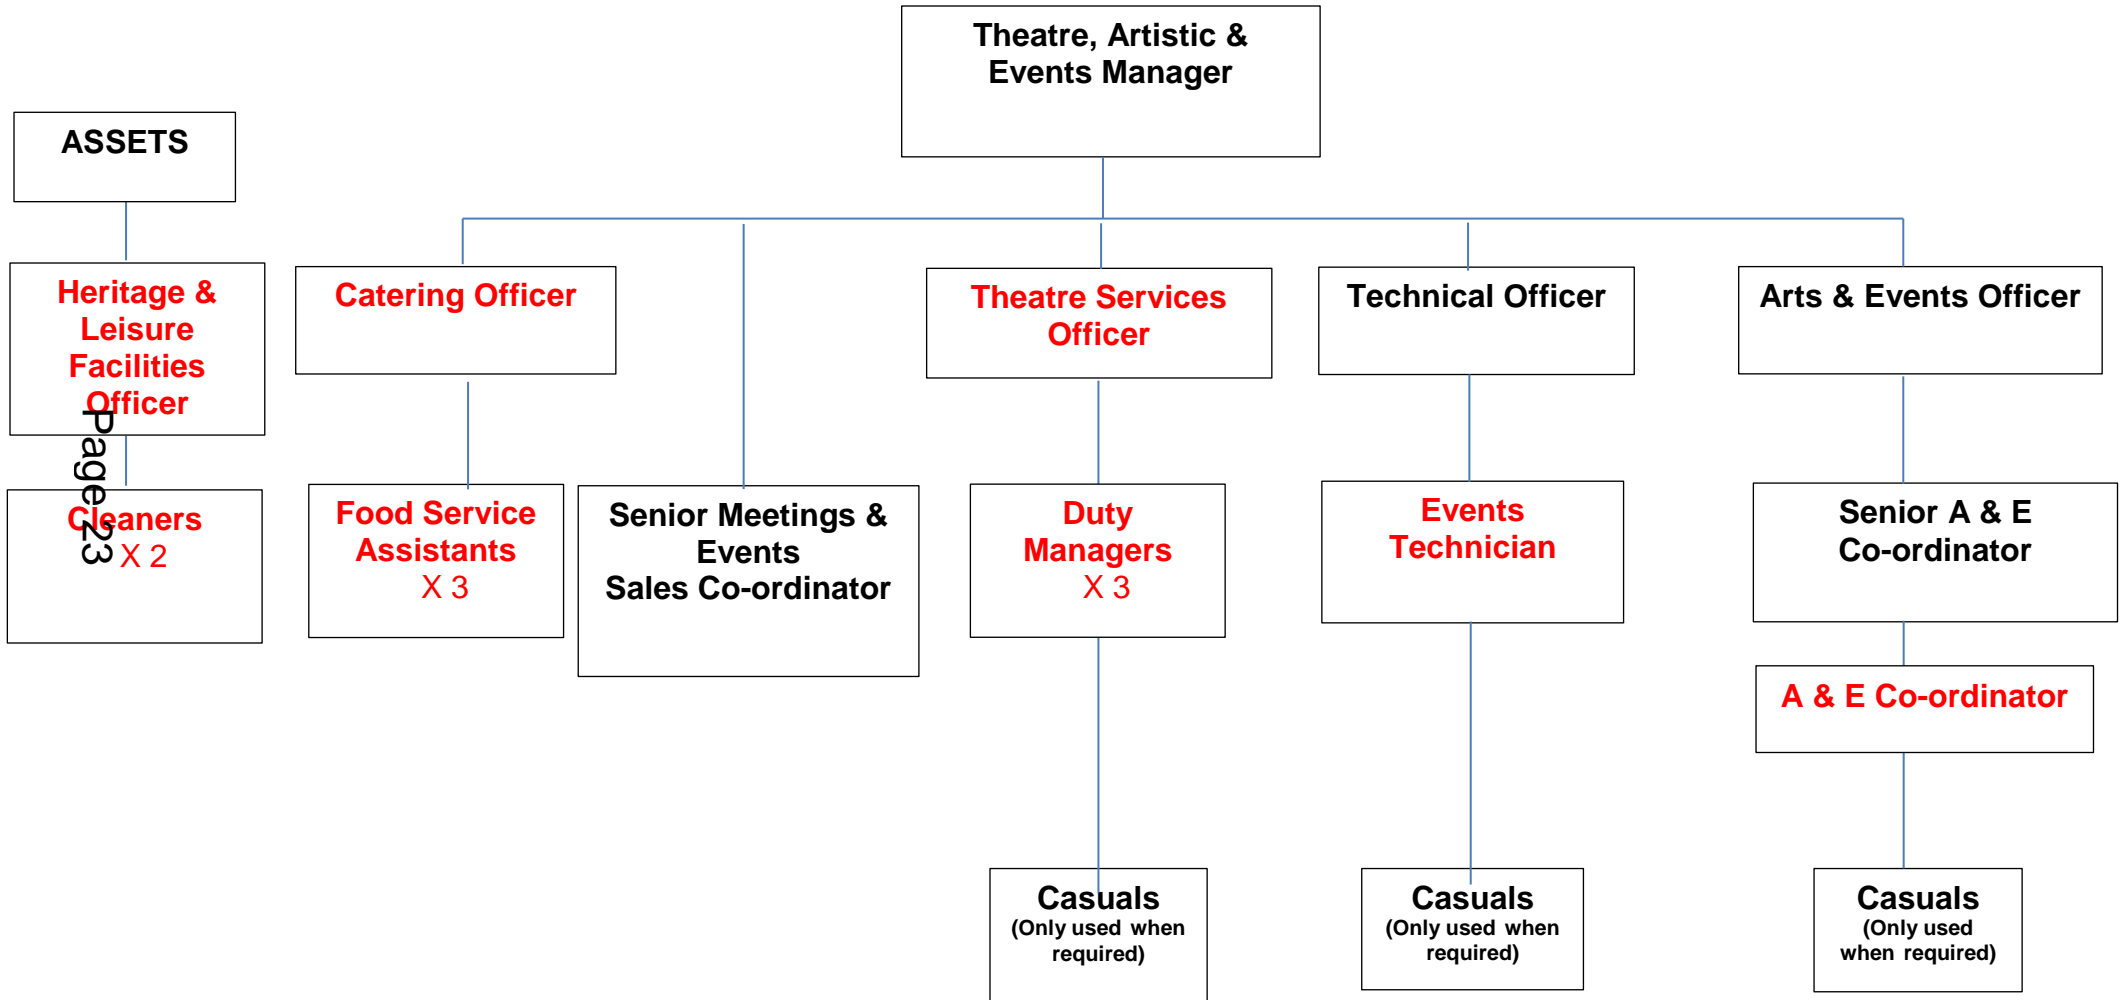 Theatre, Artistic &
Events Manager
ASSETS
Heritage &
Leisure
Facilities
Officer
Catering Officer
Theatre Services
Officer
Technical Officer
Arts & Events Officer
Page 23
Cleaners
X 2
Food Service
Assistants
X 3
Senior Meetings &
Events
Sales Co-ordinator
Duty
Managers
X 3
Events
Technician
Senior A & E
Co-ordinator
A & E Co-ordinator
Casuals
(Only used when
required)
Casuals
(Only used when
required)
Casuals
(Only used
when required)